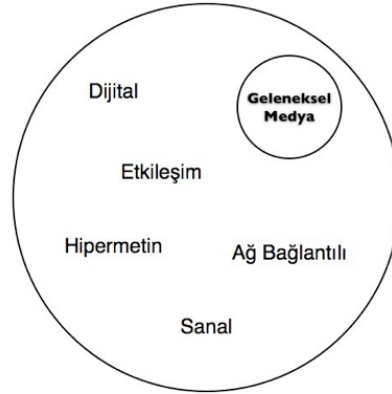 Dijital
Geleneksel
Medya
Etkileşim
Hipermetin
Ağ Bağlantılı
Sanal